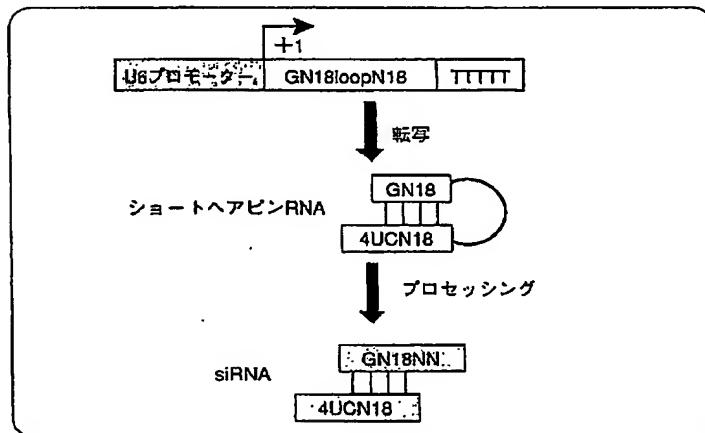 +1
U6プロモーター GN18loopN18 TTTTT
転写
GN18
ショートヘアピンRNA
4UCN18
プロセッシング
GN18NN
siRNA
4UCN18